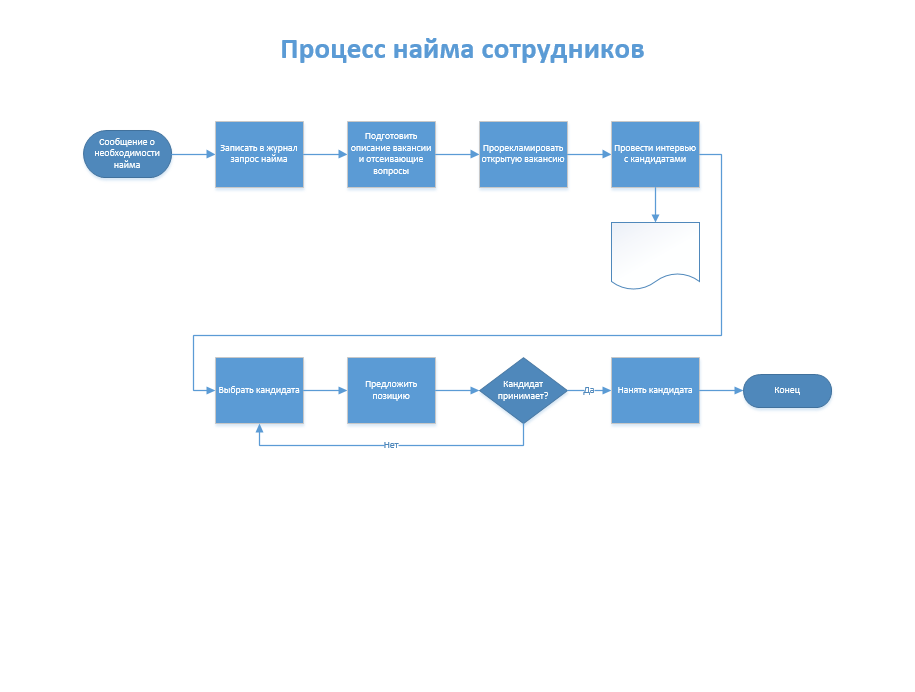 Процесс найма сотрудников
Сообщение о
необходимости
найма
Записать в журнал
запрос найма
Подготовить
описание вакансии
и отсеивающие
вопросы
Прорекламировать
открытую вакансию
Провести интервью
с кандидатами
Выбрать кандидата
Предложить
позицию
Кандидат
принимает?
Да
Нанять кандидата
Конец
Нет